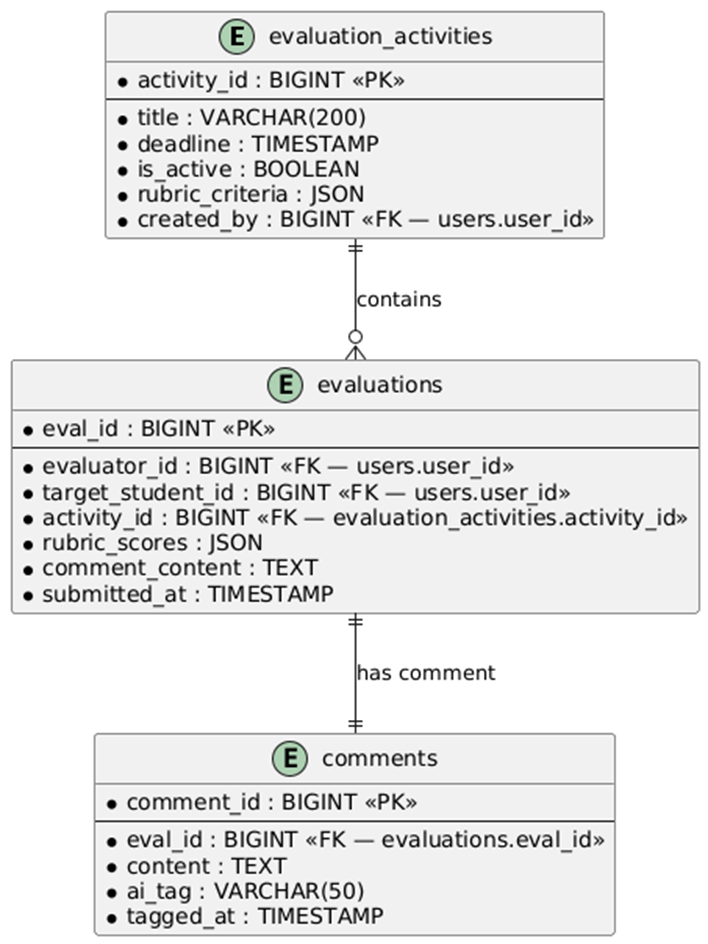 E evaluation_activities
activity_id : BIGINT «PK»
title : VARCHAR(200)
deadline : TIMESTAMP
is_active : BOOLEAN
rubric_criteria : JSON
created_by : BIGINT «FK — users.user_id»
contains
E evaluations
eval_id : BIGINT «PK»
evaluator_id : BIGINT «FK — users.user_id»
target_student_id : BIGINT «FK — users.user_id»
activity_id : BIGINT «FK — evaluation_activities.activity_id»
rubric_scores : JSON
comment_content : TEXT
submitted_at : TIMESTAMP
has comment
E comments
comment_id : BIGINT «PK»
eval_id : BIGINT «FK — evaluations.eval_id»
content : TEXT
ai_tag : VARCHAR(50)
tagged_at : TIMESTAMP